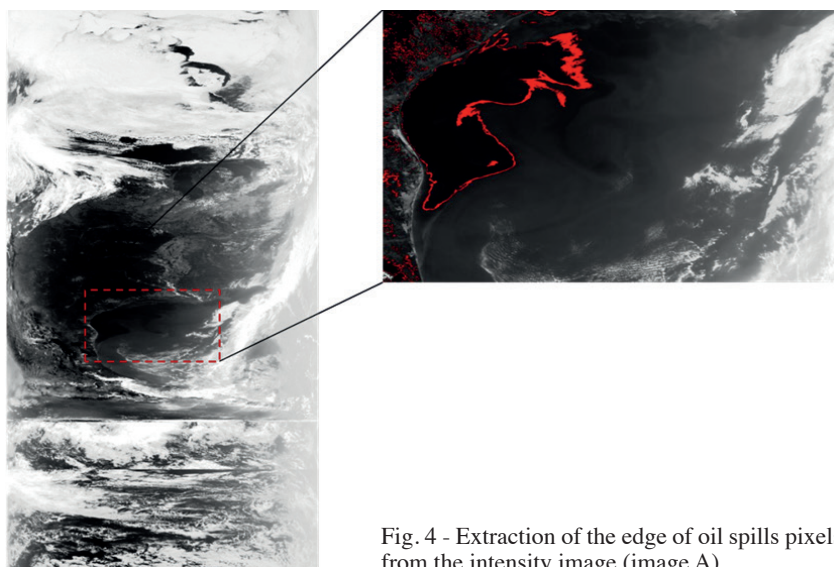 Fig. 4 - Extraction of the edge of oil spills pixel
from the intensity image (image A)